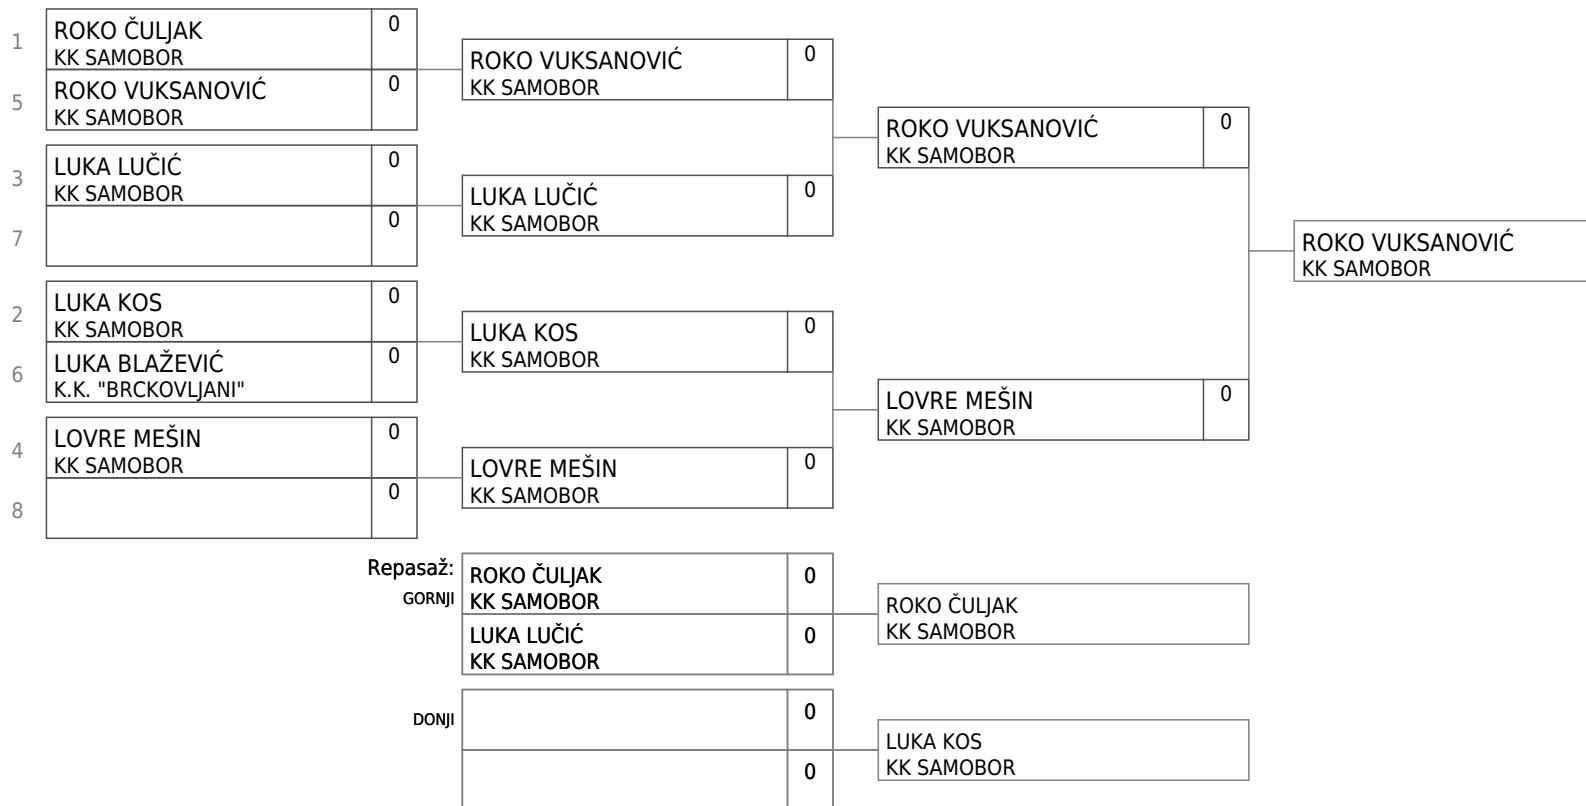 1
ROKO ČULJAK
KK SAMOBOR
0
5
ROKO VUKSANOVIĆ
KK SAMOBOR
0
3
LUKA LUČIĆ
KK SAMOBOR
0
7
0
2
LUKA KOS
KK SAMOBOR
0
6
LUKA BLAŽEVIĆ
K.K. "BRCKOVLJANI"
0
4
LOVRE MEŠIN
KK SAMOBOR
0
8
0
ROKO VUKSANOVIĆ
KK SAMOBOR
0
LUKA LUČIĆ
KK SAMOBOR
0
LUKA KOS
KK SAMOBOR
0
LOVRE MEŠIN
KK SAMOBOR
0
ROKO VUKSANOVIĆ
KK SAMOBOR
0
LOVRE MEŠIN
KK SAMOBOR
0
ROKO VUKSANOVIĆ
KK SAMOBOR
Repasaž:
GORNJI
ROKO ČULJAK
KK SAMOBOR
0
LUKA LUČIĆ
KK SAMOBOR
0
ROKO ČULJAK
KK SAMOBOR
DONJI
0
0
LUKA KOS
KK SAMOBOR